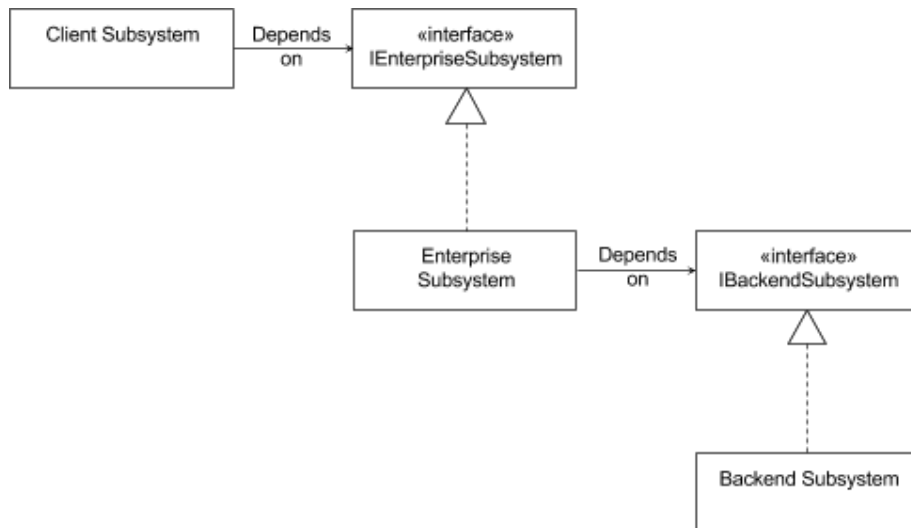 Client Subsystem
Depends
on
«interface»
IEnterpriseSubsystem
Enterprise
Subsystem
Depends
on
«interface»
IBackendSubsystem
Backend Subsystem